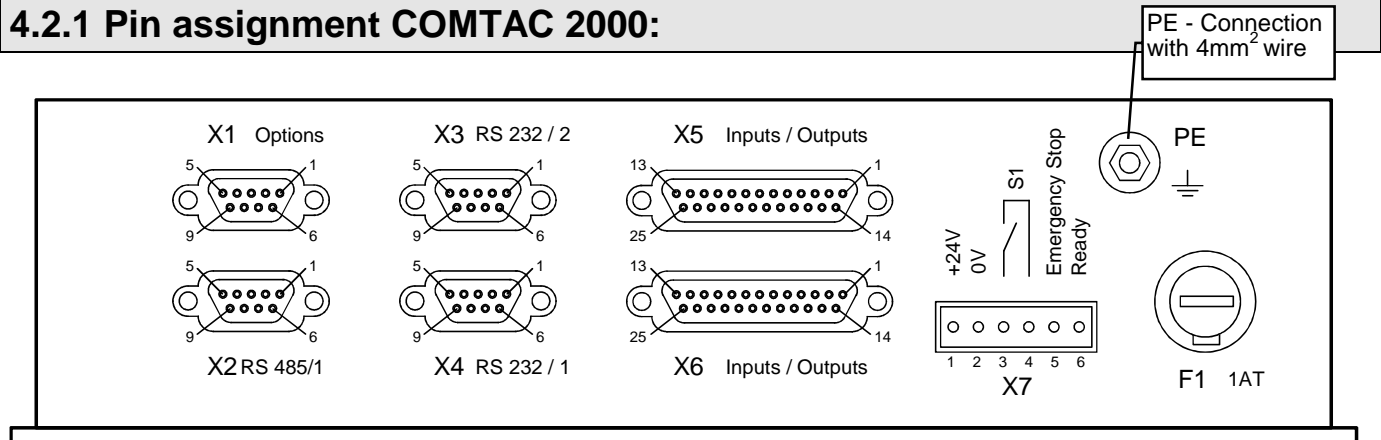 4.2.1 Pin assignment COMTAC 2000:
PE - Connection
with 4mm² wire
X1 Options
5 1
9 6
X3 RS 232 / 2
5 1
9 6
X5 Inputs / Outputs
13 1
25 14
5 1
9 6
X2 RS 485/1
5 1
9 6
X4 RS 232 / 1
13 1
25 14
X6 Inputs / Outputs
+24V
0V
S1
Emergency Stop
Ready
1 2 3 4 5 6
X7
PE
F1 1AT